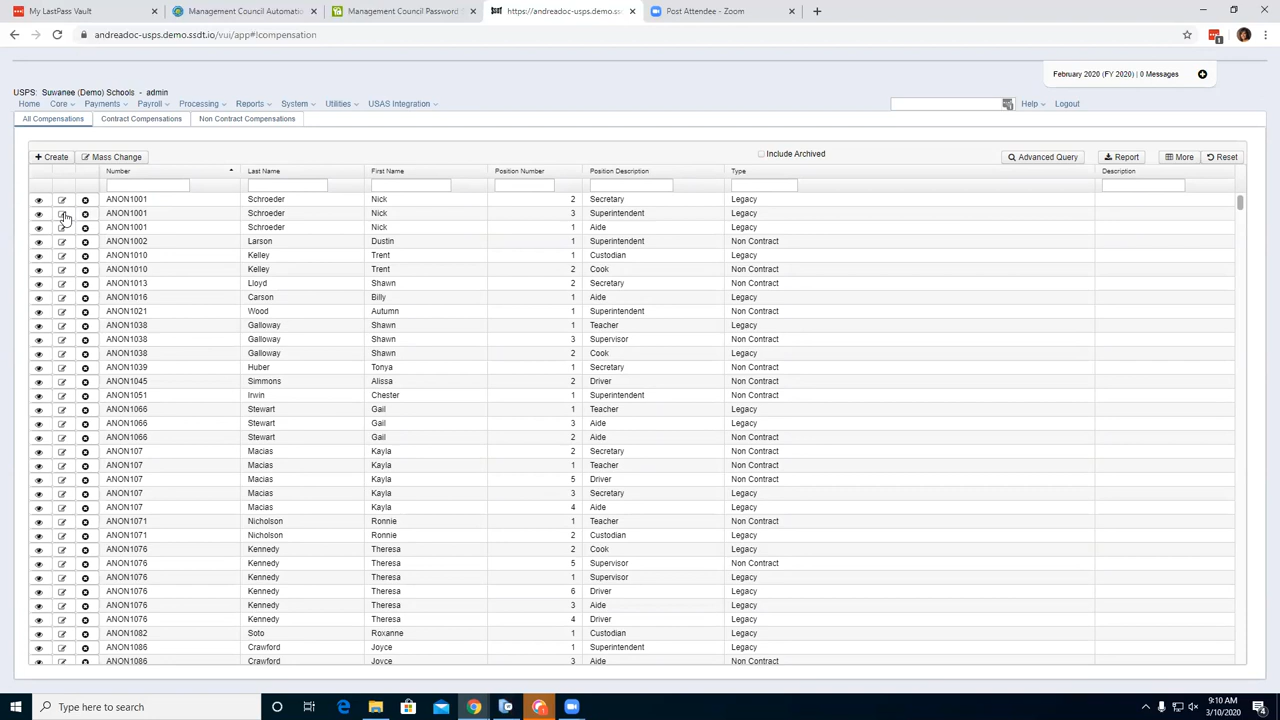 My LastPass Vault
Management Council Automatio
Management Council Password
https://andreadoc-usps.demo.ssd
Post Attendee - Zoom
andreadoc-usps.demo.ssdt.io/vui/app#!compensation
February 2020 (FY 2020) | 0 Messages
USPS: Suwanee (Demo) Schools - admin
Home Core Payments Payroll Processing Reports System Utilities USAS Integration Help Logout
All Compensations Contract Compensations Non Contract Compensations
Create Mass Change Include Archived Advanced Query Report More Reset
Number Last Name First Name Position Number Position Description Type Description
ANON1001 Schroeder Nick 2 Secretary Legacy
ANON1001 Schroeder Nick 3 Superintendent Legacy
ANON1001 Schroeder Nick 1 Aide Legacy
ANON1002 Larson Dustin 1 Superintendent Non Contract
ANON1010 Kelley Trent 1 Custodian Legacy
ANON1010 Kelley Trent 2 Cook Non Contract
ANON1013 Lloyd Shawn 2 Secretary Legacy
ANON1016 Carson Billy 1 Aide Legacy
ANON1021 Wood Autumn 1 Superintendent Non Contract
ANON1038 Galloway Shawn 1 Teacher Legacy
ANON1038 Galloway Shawn 3 Supervisor Legacy
ANON1038 Galloway Shawn 2 Cook Legacy
ANON1039 Huber Tonya 1 Secretary Legacy
ANON1045 Simmons Alissa 2 Driver Legacy
ANON1051 Irwin Chester 1 Superintendent Non Contract
ANON1066 Stewart Gail 1 Teacher Legacy
ANON1066 Stewart Gail 3 Aide Legacy
ANON1066 Stewart Gail 2 Aide Non Contract
ANON107 Macias Kayla 2 Secretary Non Contract
ANON107 Macias Kayla 1 Teacher Non Contract
ANON107 Macias Kayla 5 Driver Non Contract
ANON107 Macias Kayla 3 Secretary Legacy
ANON107 Macias Kayla 4 Aide Legacy
ANON1071 Nicholson Ronnie 1 Teacher Non Contract
ANON1071 Nicholson Ronnie 2 Custodian Legacy
ANON1076 Kennedy Theresa 2 Cook Non Contract
ANON1076 Kennedy Theresa 5 Supervisor Non Contract
ANON1076 Kennedy Theresa 1 Supervisor Legacy
ANON1076 Kennedy Theresa 6 Driver Legacy
ANON1076 Kennedy Theresa 3 Aide Legacy
ANON1076 Kennedy Theresa 4 Driver Legacy
ANON1082 Soto Roxanne 1 Custodian Legacy
ANON1086 Crawford Joyce 1 Superintendent Legacy
ANON1086 Crawford Joyce 3 Aide Non Contract
Type here to search
9:10 AM
3/10/2020